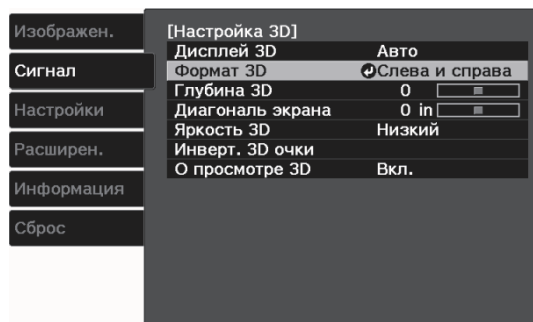 Изображен.
Сигнал
Настройки
Расширен.
Информация
Сброс
[Настройка 3D]
Дисплей 3D Авто
Формат 3D Слева и справа
Глубина 3D 0
Диагональ экрана 0 in
Яркость 3D Низкий
Инверт. 3D очки
О просмотре 3D Вкл.